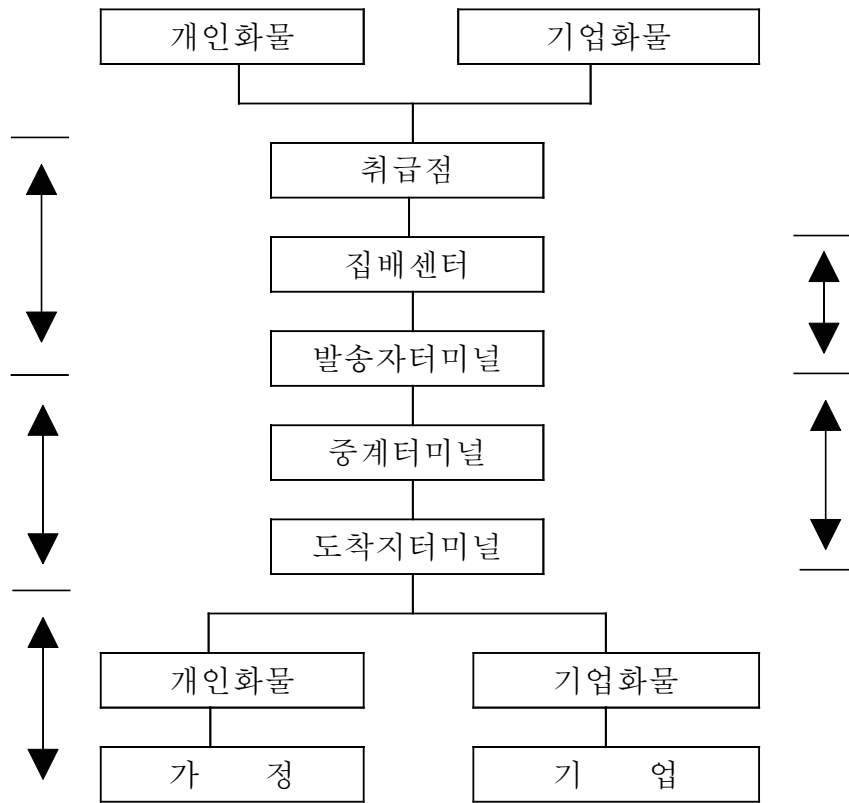 개인화물 기업화물
취급점
집배센터
발송자터미널
중계터미널
도착지터미널
개인화물 기업화물
가 정 기 업